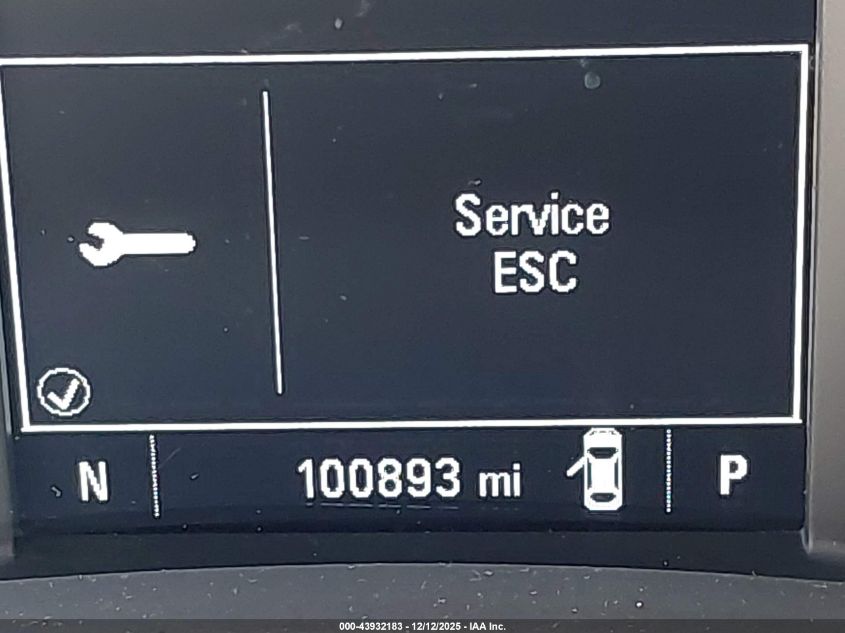 Service
ESC
N 100893 mi P
000-43932183 - 12/12/2025 - IAA Inc.